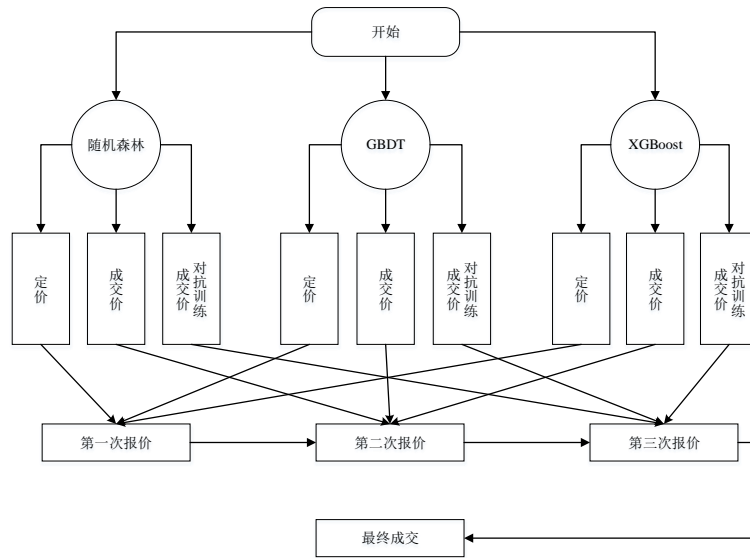 开始
随机森林
GBDT
XGBoost
定价
成交价
对抗训练
成交价
定价
成交价
对抗训练
成交价
定价
成交价
对抗训练
成交价
第一次报价
第二次报价
第三次报价
最终成交